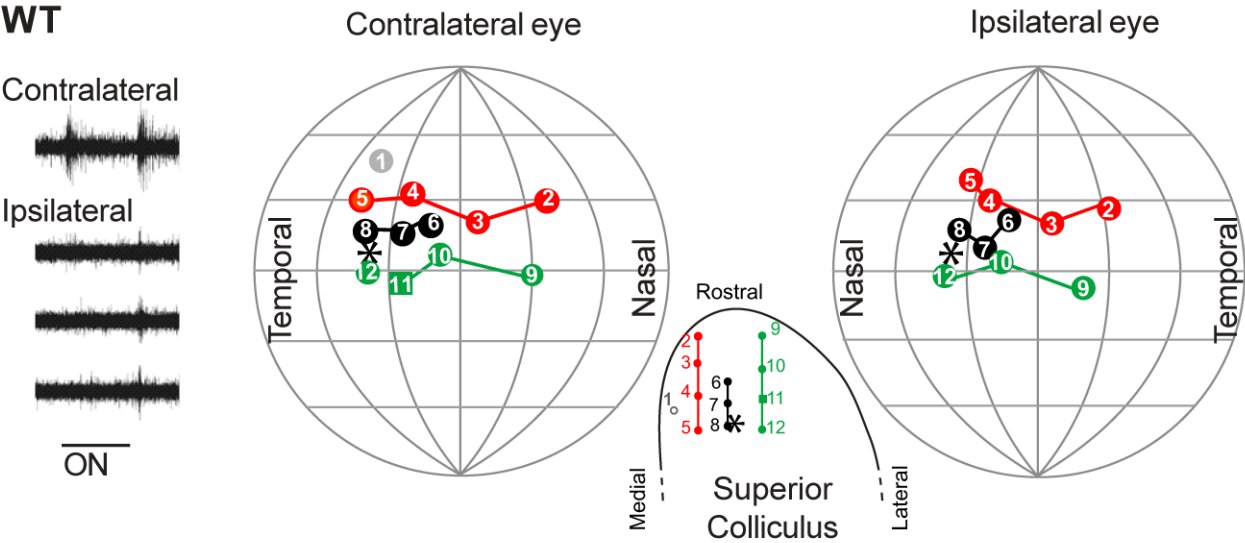 WT
Contralateral
Ipsilateral
ON
Contralateral eye
Temporal
Nasal
1
5
4
3
2
8
7
6
*
12
11
10
9
Rostral
2
3
4
1
5
6
7
8
*
9
10
11
12
Medial
Lateral
Superior
Colliculus
Ipsilateral eye
Nasal
Temporal
5
4
3
2
8
7
6
*
12
10
9